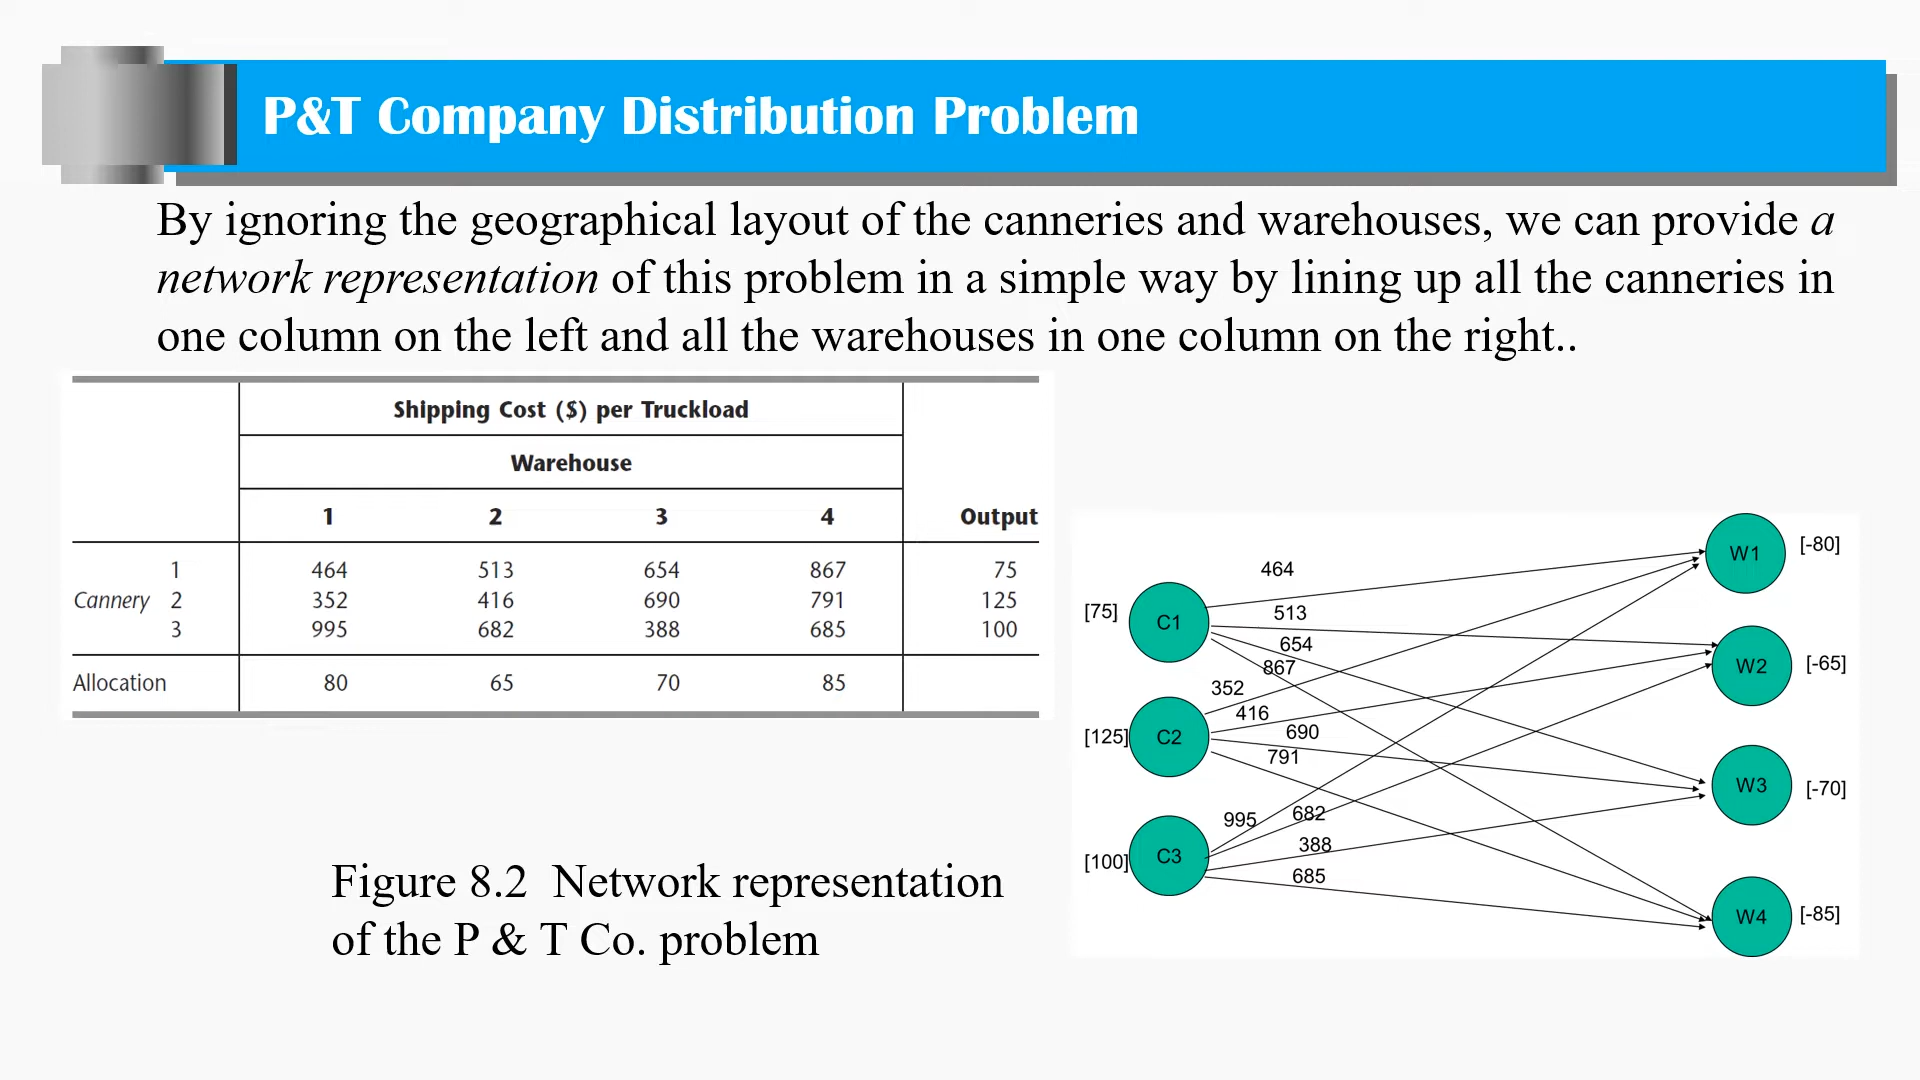 P&T Company Distribution Problem
By ignoring the geographical layout of the canneries and warehouses, we can provide a
network representation of this problem in a simple way by lining up all the canneries in
one column on the left and all the warehouses in one column on the right..
Shipping Cost ($) per Truckload
Warehouse
1 2 3 4 Output
1 464 513 654 867 75
Cannery 2 352 416 690 791 125
3 995 682 388 685 100
Allocation 80 65 70 85
Figure 8.2 Network representation
of the P & T Co. problem
W1 [-80]
464
[75] C1
513
654
W2 [-65]
867
352
416
[125] C2
690
791
W3 [-70]
995 682
388
[100] C3
685
W4 [-85]